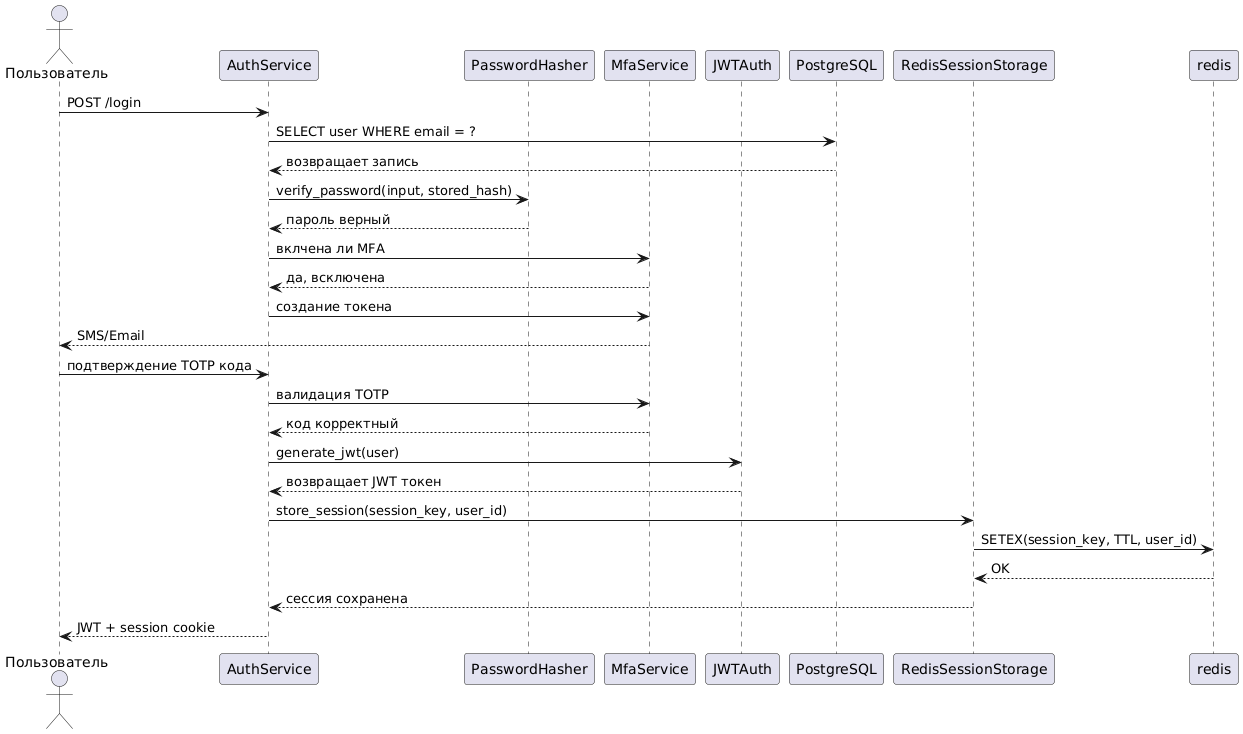 Пользователь
AuthService
PasswordHasher
MfaService
JWTAuth
PostgreSQL
RedisSessionStorage
redis
POST /login
SELECT user WHERE email = ?
возвращает запись
verify_password(input, stored_hash)
пароль верный
вклчена ли MFA
да, всключена
создание токена
SMS/Email
подтверждение TOTP кода
валидация TOTP
код корректный
generate_jwt(user)
возвращает JWT токен
store_session(session_key, user_id)
SETEX(session_key, TTL, user_id)
OK
сессия сохранена
JWT + session cookie
Пользователь
AuthService
PasswordHasher
MfaService
JWTAuth
PostgreSQL
RedisSessionStorage
redis